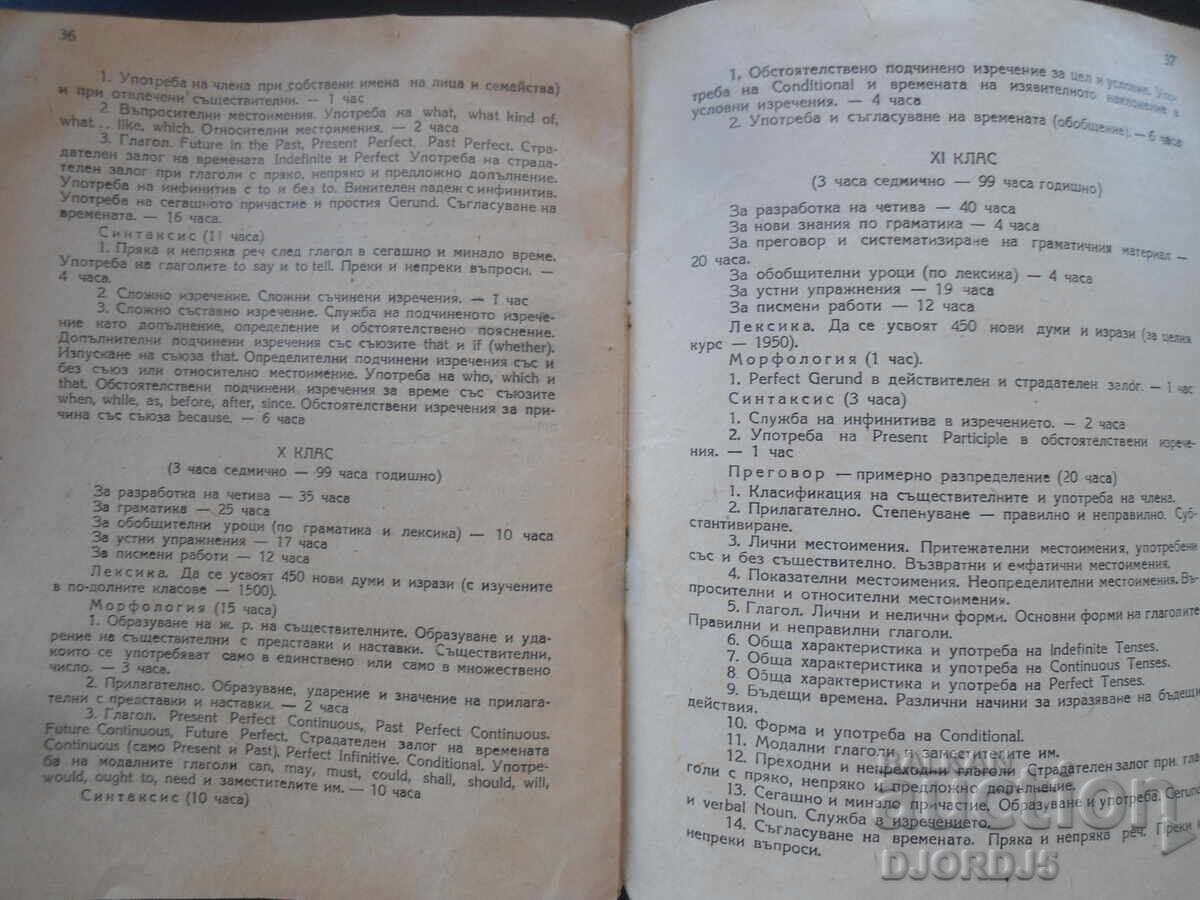 36
1. Употреба на члена при собствени имена на лица и семейства)
и при отвлечени съществителни. — 1 час
2. Въпросителни местоимения. Употреба на what, what kind of,
what.. like, which. Относителни местоимения. — 2 часа
3. Глагол. Future in the Past, Present Perfect. Past Perfect. Стра-
дателен залог на времената Indefinite и Perfect Употреба на страда-
телен залог при глаголи с пряко, непряко и предложно допълнение.
Употреба на инфинитив с to и без to. Винителен падеж с инфинитив.
Употреба на сегашното причастие и простия Gerund. Съгласуване на
времената. — 16 часа.
Синтаксис (11 часа)
1. Пряка и непряка реч след глагол в сегашно и минало време.
Употреба на глаголите to say и to tell. Преки и непреки въпроси. —
4 часа.
2. Сложно изречение. Сложни съчинени изречения. — 1 час
3. Сложно съставно изречение. Служба на подчиненото изрече-
ние като допълнение, определение и обстоятелствено пояснение.
Допълнителни подчинени изречения със съюзите that и if (whether).
Изпускане на съюза that. Определителни подчинени изречения със и
без съюз или относително местоимение. Употреба на who, which и
that. Обстоятелствени подчинени изречения за време със съюзите
when, while, as, before, after, since. Обстоятелствени изречения за при-
чина със съюза because. — 6 часа
X КЛАС
(3 часа седмично — 99 часа годишно)
За разработка на четива — 35 часа
За граматика — 25 часа
За обобщителни уроци (по граматика и лексика) — 10 часа
За устни упражнения — 17 часа
За писмени работи — 12 часа
Лексика. Да се усвоят 450 нови думи и изрази (с изучените
в по-долните класове — 1500).
Морфология (15 часа)
1. Образуване на ж. р. на съществителните. Образуване и уда-
рение на съществителни с представки и наставки. Съществителни,
които се употребяват само в единствено или само в множествено
число. — 3 часа.
2. Прилагателно. Образуване, ударение и значение на прилага-
телни с представки и наставки. — 2 часа
3. Глагол. Present Perfect Continuous, Past Perfect Continuous.
Future Continuous, Future Perfect. Страдателен залог на времената
Continuous (само Present и Past), Perfect Infinitive. Conditional. Употре-
ба на модалните глаголи can, may, must, could, shall, should, will,
would, ought to, need и заместителите им. — 10 часа
Синтаксис (10 часа)
37
1. Обстоятелствено подчинено изречение за цел и условие. Упо-
треба на Conditional и времената на изявителното наклонение в
условни изречения. — 4 часа
2. Употреба и съгласуване на времената (обобщение). — 6 часа
XI КЛАС
(3 часа седмично — 99 часа годишно)
За разработка на четива — 40 часа
За нови знания по граматика — 4 часа
За преговор и систематизиране на граматичния материал —
20 часа.
За обобщителни уроци (по лексика) — 4 часа
За устни упражнения — 19 часа
За писмени работи — 12 часа
Лексика. Да се усвоят 450 нови думи и изрази (за целия
курс — 1950).
Морфология (1 час).
1. Perfect Gerund в действителен и страдателен залог. — 1 час
Синтаксис (3 часа)
1. Служба на инфинитива в изречението. — 2 часа
2. Употреба на Present Participle в обстоятелствени изрече-
ния. — 1 час
Преговор — примерно разпределение (20 часа)
1. Класификация на съществителните и употреба на члена.
2. Прилагателно. Степенуване — правилно и неправилно. Суб-
стантивиране.
3. Лични местоимения. Притежателни местоимения, употребени
със и без съществително. Възвратни и емфатични местоимения.
4. Показателни местоимения. Неопределителни местоимения. Въ-
просителни и относителни местоимения.
5. Глагол. Лични и нелични форми. Основни форми на глаголите
Правилни и неправилни глаголи.
6. Обща характеристика и употреба на Indefinite Tenses.
7. Обща характеристика и употреба на Continuous Tenses.
8. Обща характеристика и употреба на Perfect Tenses.
9. Бъдещи времена. Различни начини за изразяване на бъдещи
действия.
10. Форма и употреба на Conditional.
11. Модални глаголи и заместителите им.
12. Преходни и непреходни глаголи Страдателен залог при гла-
голи с пряко, непряко и предложно допълнение.
13. Сегашно и минало причастие. Образуване и употреба. Gerund
и verbal Noun. Служба в изречението.
14. Съгласуване на времената. Пряка и непряка реч. Преки и
непреки въпроси.
BALKAN
auction
DJORDJ5